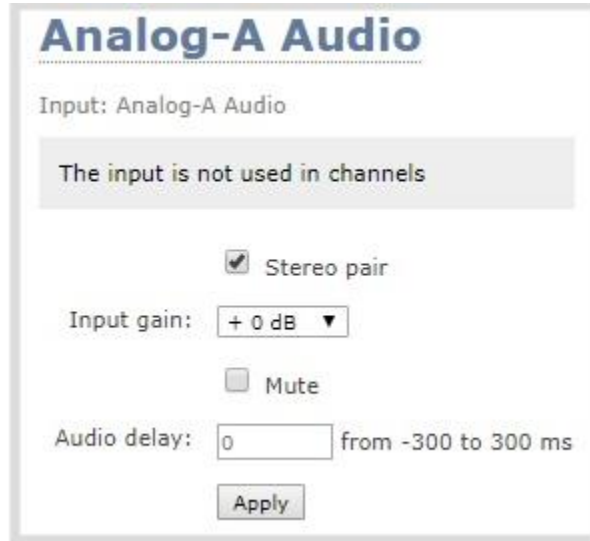 Analog-A Audio
Input: Analog-A Audio
The input is not used in channels
Stereo pair
Input gain: + 0 dB
Mute
Audio delay: 0 from -300 to 300 ms
Apply